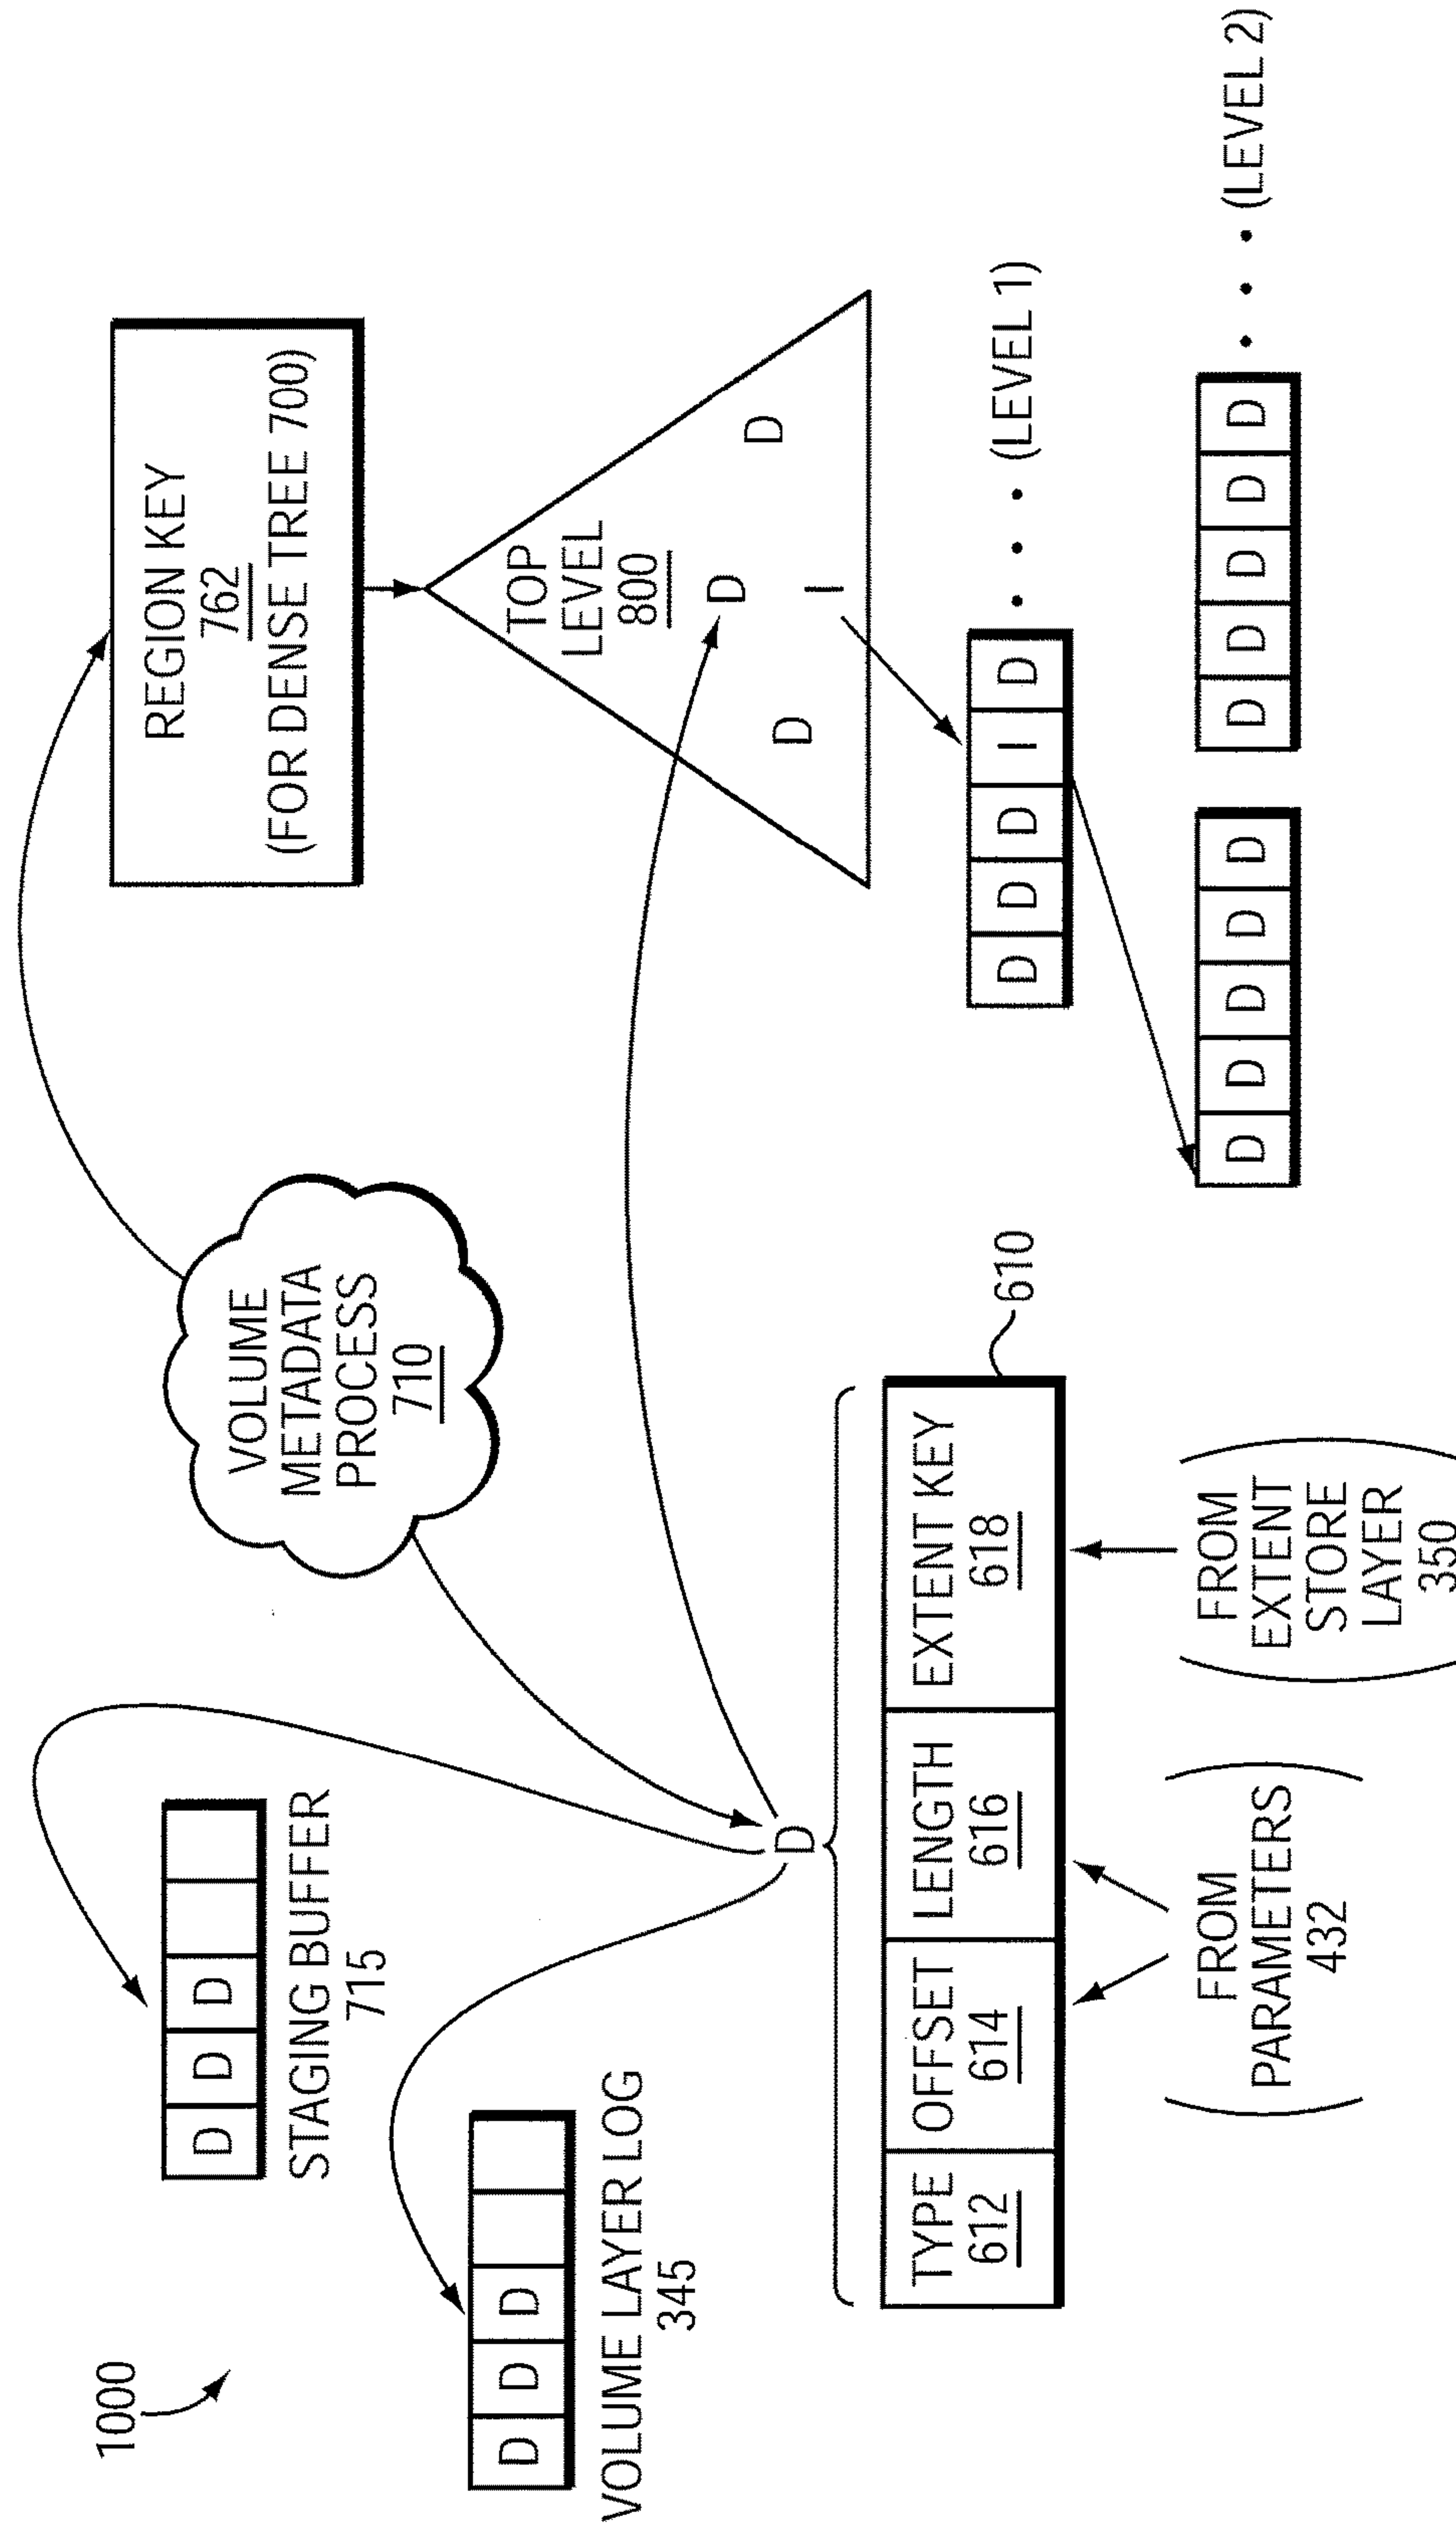 1000
D D D
STAGING BUFFER
715
D D D
VOLUME LAYER LOG
345
VOLUME
METADATA
PROCESS
710
REGION KEY
762
(FOR DENSE TREE 700)
TOP
LEVEL
800
D
D
D
I
D
D D D I D • • • (LEVEL 1)
D D D D D
D D D D D • • • (LEVEL 2)
610
TYPE
612
OFFSET
614
LENGTH
616
EXTENT KEY
618
(FROM
PARAMETERS
432)
(FROM
EXTENT
STORE
LAYER
350)